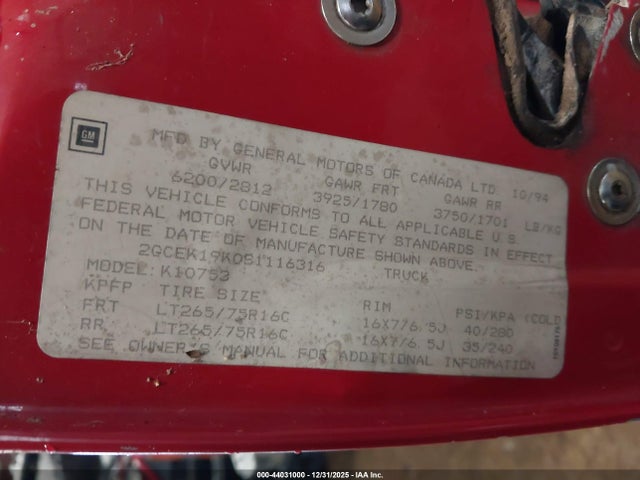 GM
MFD BY GENERAL MOTORS OF CANADA LTD. 10/94
GVWR GAWR FRT GAWR RR
6200/2812 3925/1780 3750/1701 LB/KG
THIS VEHICLE CONFORMS TO ALL APPLICABLE U.S.
FEDERAL MOTOR VEHICLE SAFETY STANDARDS IN EFFECT
ON THE DATE OF MANUFACTURE SHOWN ABOVE.
2GCEK19K0S1116316 TRUCK
MODEL: K10753
KPFP TIRE SIZE RIM PSI/KPA (COLD
FRT LT265/75R16C 16X7/6.5J 40/280
RR LT265/75R16C 16X7/6.5J 35/240
SEE OWNER'S MANUAL FOR ADDITIONAL INFORMATION
000-44031000 - 12/31/2025 - IAA Inc.